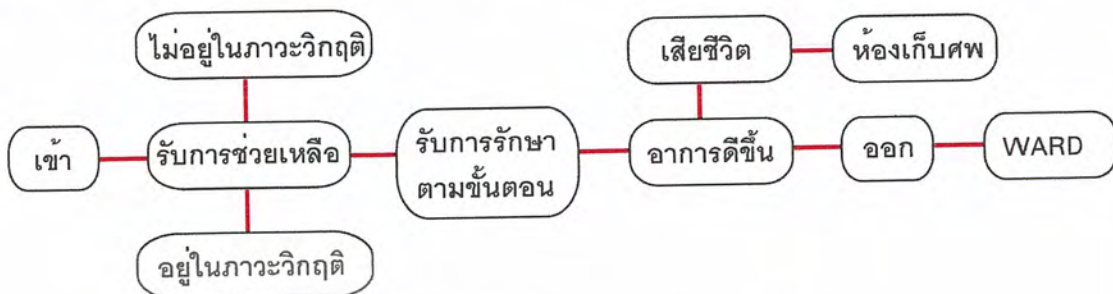 ไม่อยู่ในภาวะวิกฤติ
เสียชีวิต
ห้องเก็บศพ
เข้า
รับการช่วยเหลือ
รับการรักษา
ตามขั้นตอน
อาการดีขึ้น
ออก
WARD
อยู่ในภาวะวิกฤติ